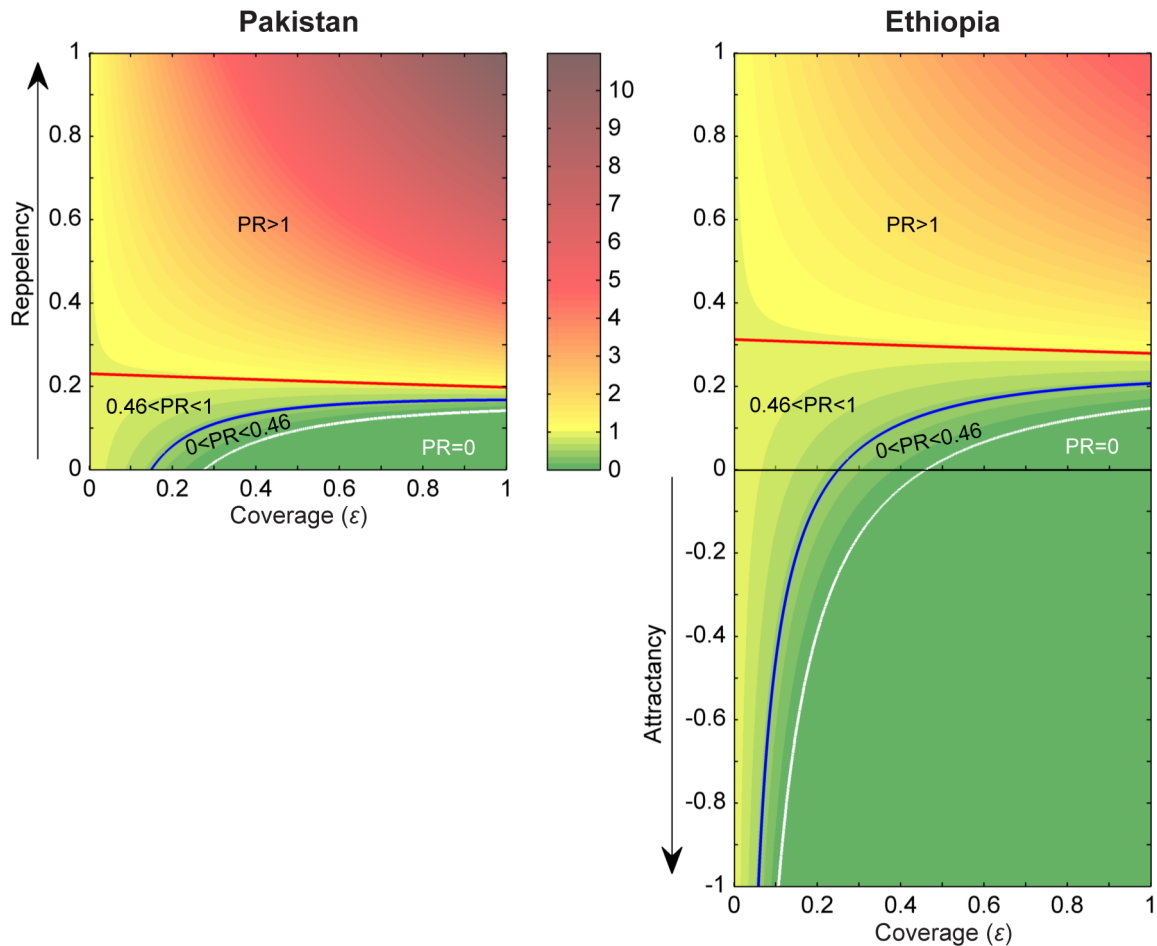 Pakistan
Ethiopia
1
0.8
0.6
0.4
0.2
0
Reppelency
PR>1
0.46<PR<1
0<PR<0.46
PR=0
0 0.2 0.4 0.6 0.8 1
Coverage (ε)
10
9
8
7
6
5
4
3
2
1
0
1
0.8
0.6
0.4
0.2
0
-0.2
-0.4
-0.6
-0.8
-1
Attractancy
PR>1
0.46<PR<1
0<PR<0.46
PR=0
0 0.2 0.4 0.6 0.8 1
Coverage (ε)